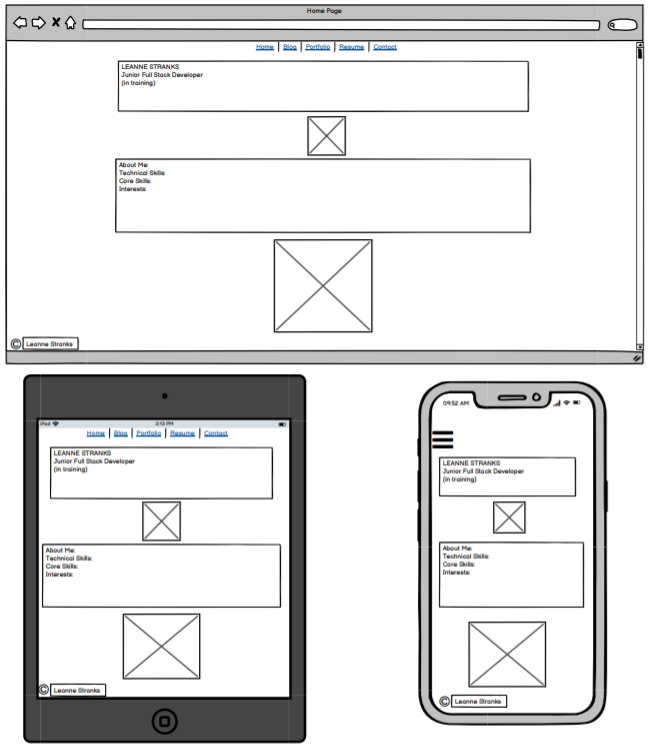 Home Page
Home | Blog | Portfolio | Resume | Contact
LEANNE STRANKS
Junior Full Stack Developer
(in training)
About Me:
Technical Skills:
Core Skills:
Interests:
© Leanne Stranks
iPad 3:13 PM
Home | Blog | Portfolio | Resume | Contact
LEANNE STRANKS
Junior Full Stack Developer
(in training)
About Me:
Technical Skills:
Core Skills:
Interests:
© Leanne Stranks
09:52 AM
LEANNE STRANKS
Junior Full Stack Developer
(in training)
About Me:
Technical Skills:
Core Skills:
Interests:
© Leanne Stranks